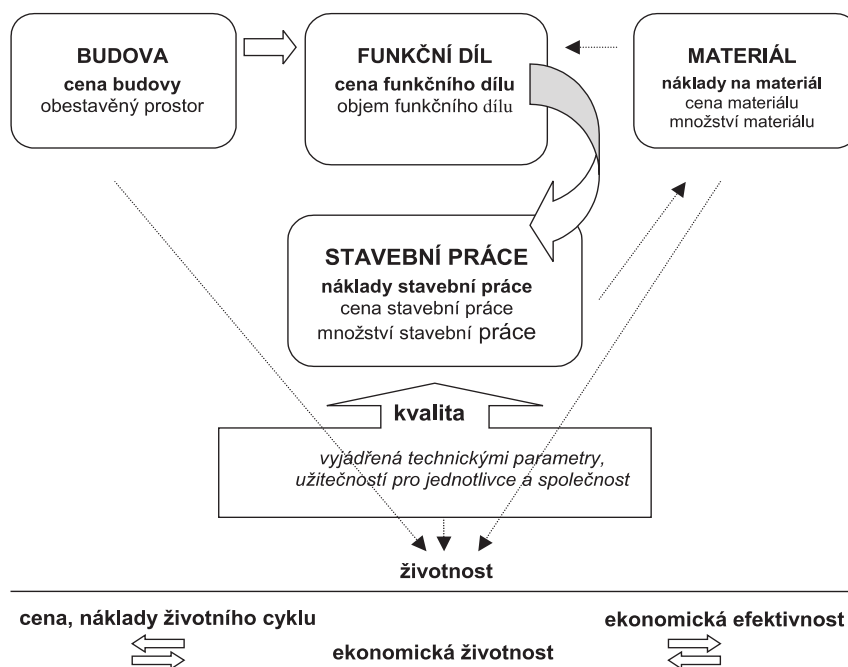 BUDOVA
cena budovy
obestavěný prostor
FUNKČNÍ DÍL
cena funkčního dílu
objem funkčního dílu
MATERIÁL
náklady na materiál
cena materiálu
množství materiálu
STAVEBNÍ PRÁCE
náklady stavební práce
cena stavební práce
množství stavební práce
kvalita
vyjádřená technickými parametry,
užitečností pro jednotlivce a společnost
životnost
cena, náklady životního cyklu
ekonomická efektivnost
ekonomická životnost